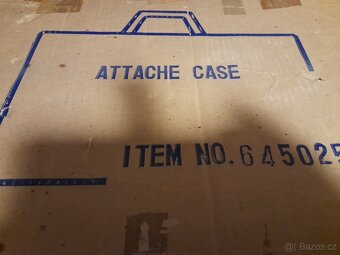 ATTACHE CASE
ITEM NO. 645025
© Bazos.cz